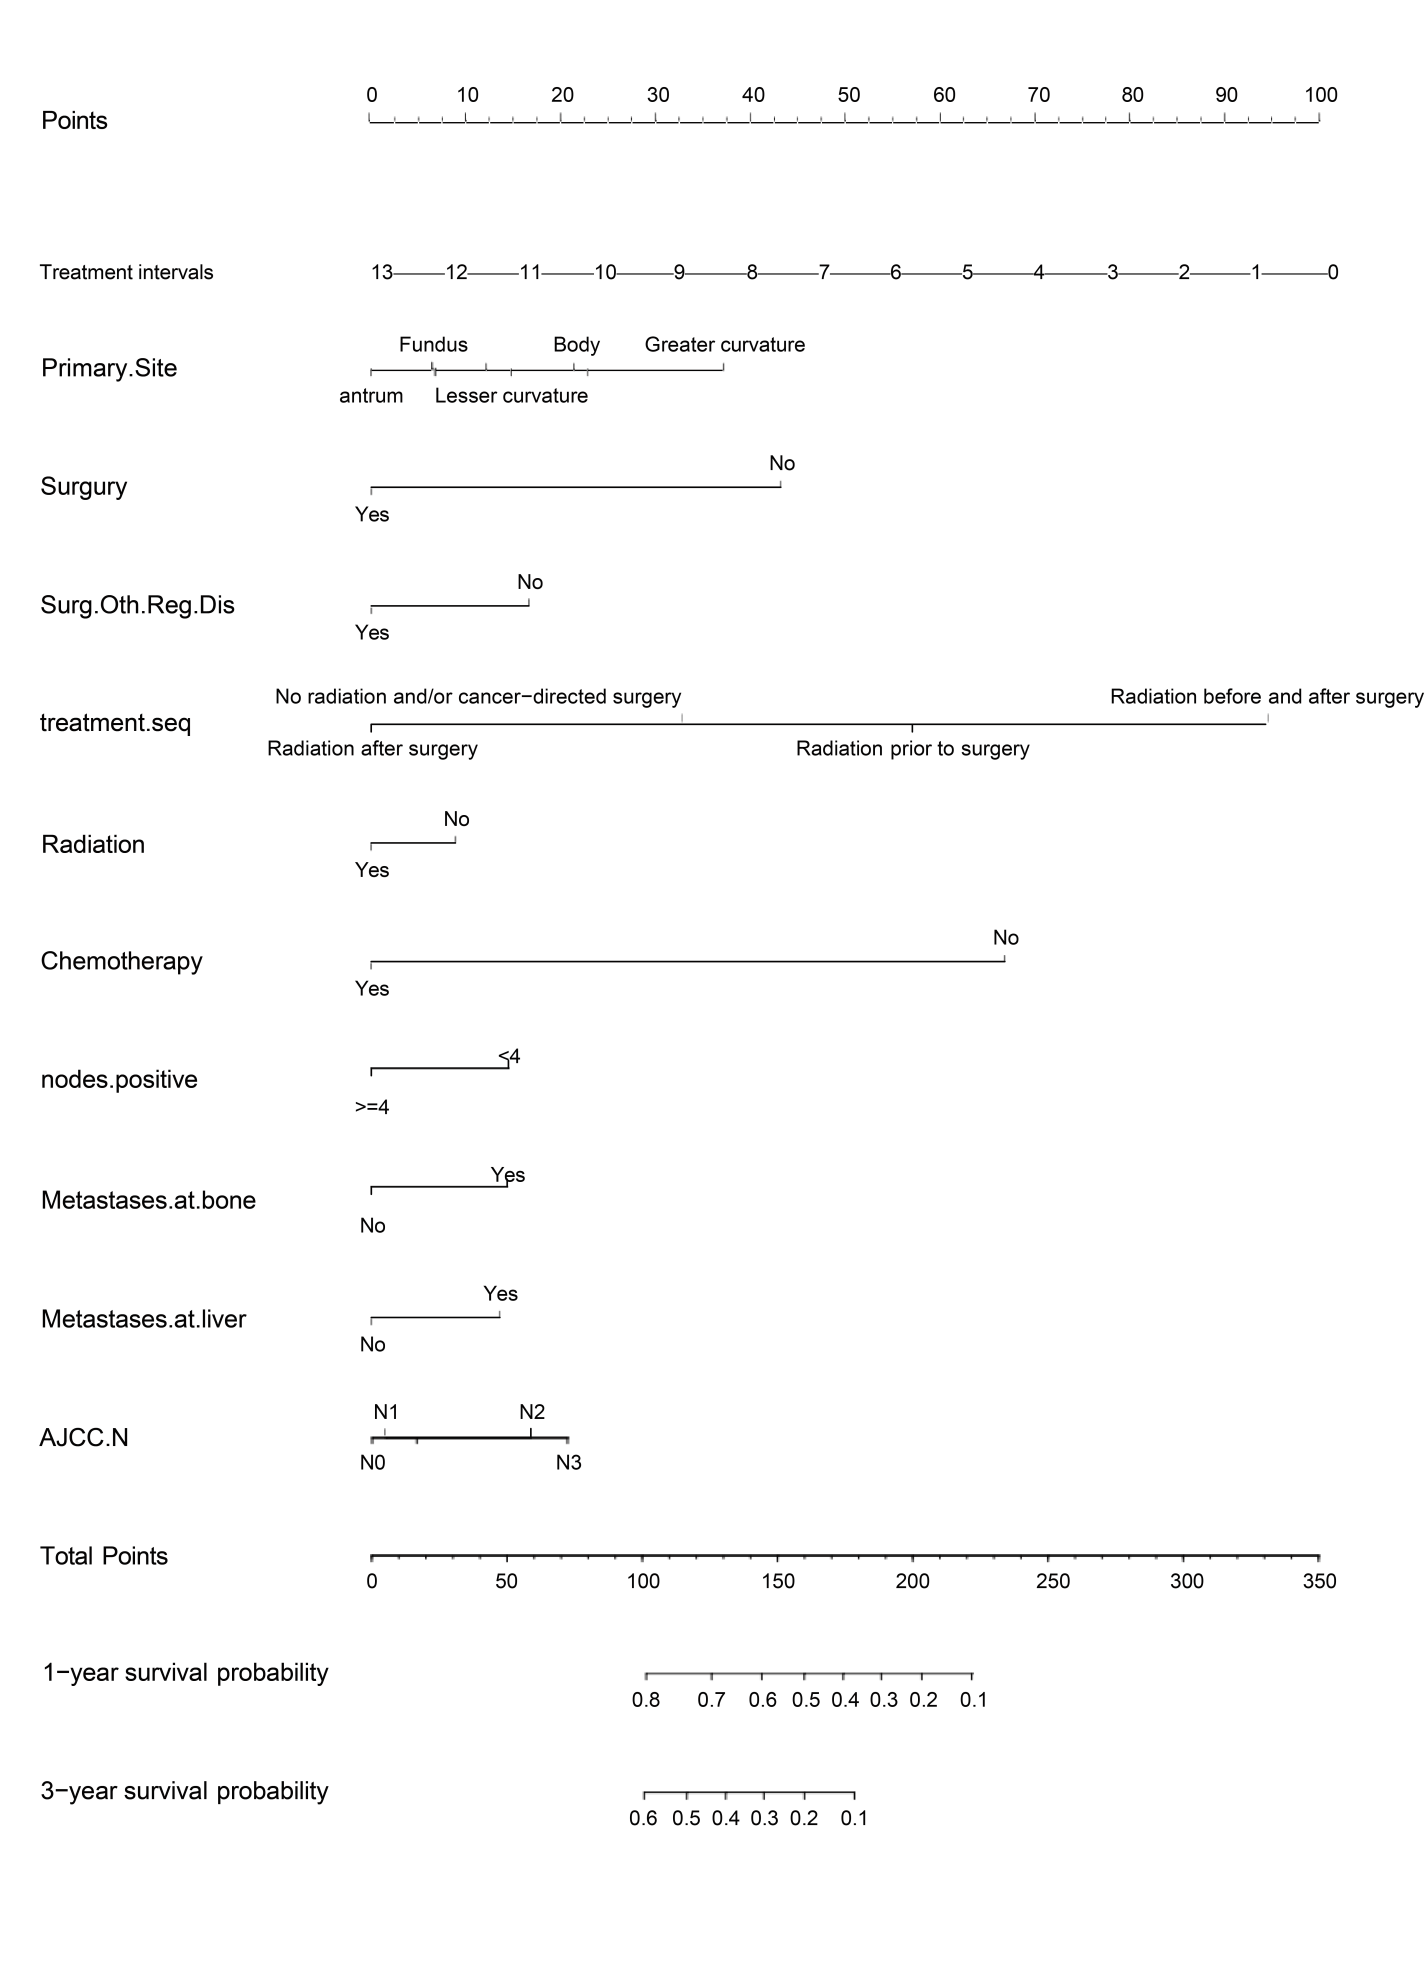 0 10 20 30 40 50 60 70 80 90 100
Points
Treatment intervals 13 12 11 10 9 8 7 6 5 4 3 2 1 0
Fundus Body Greater curvature
Primary.Site
antrum Lesser curvature
No
Surgury
Yes
No
Surg.Oth.Reg.Dis
Yes
No radiation and/or cancer−directed surgery Radiation before and after surgery
treatment.seq
Radiation after surgery Radiation prior to surgery
No
Radiation
Yes
No
Chemotherapy
Yes
<4
nodes.positive
>=4
Yes
Metastases.at.bone
No
Yes
Metastases.at.liver
No
N1 N2
AJCC.N
N0 N3
Total Points
0 50 100 150 200 250 300 350
1−year survival probability
0.8 0.7 0.6 0.5 0.4 0.3 0.2 0.1
3−year survival probability
0.6 0.5 0.4 0.3 0.2 0.1